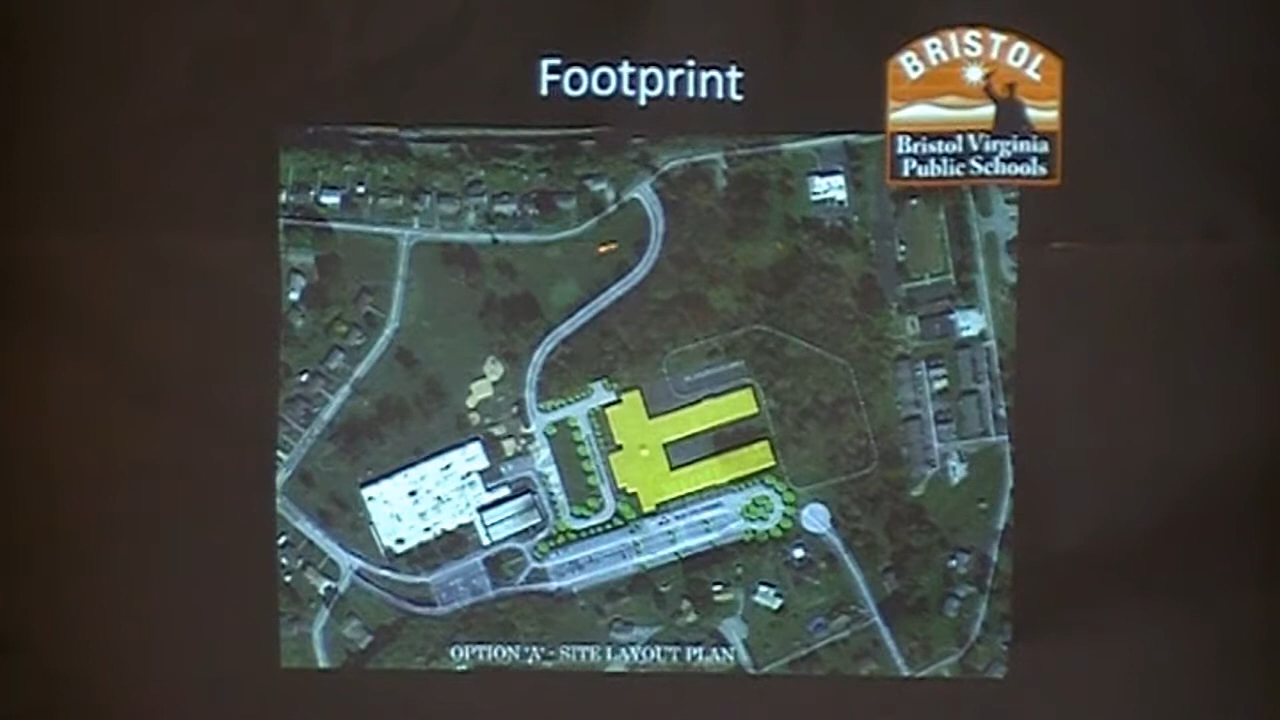 Footprint
BRISTOL
Bristol Virginia
Public Schools
OPTION 'A' - SITE LAYOUT PLAN